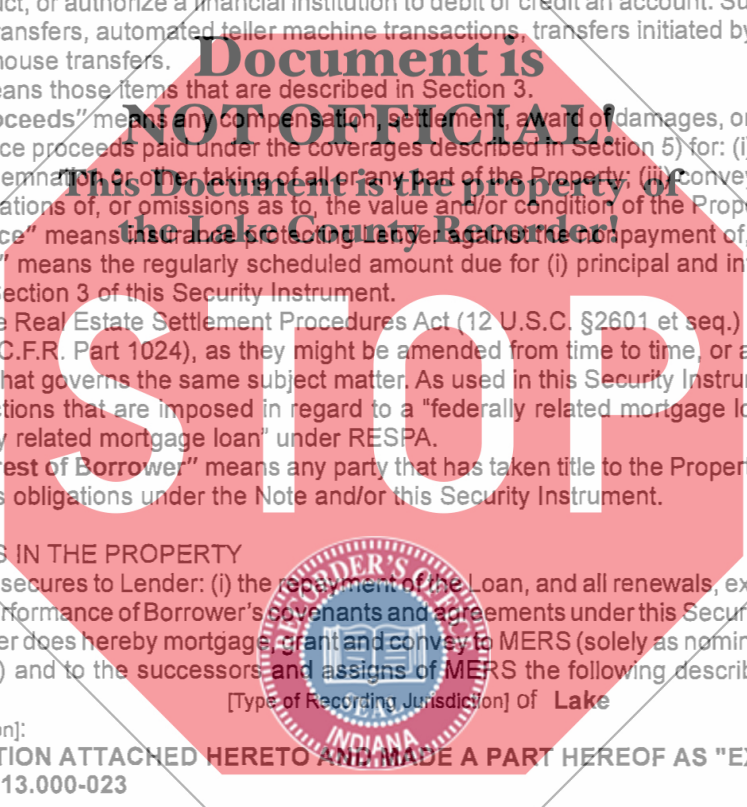 uct, or authorize a financial institution to debit or credit an account. Su
ransfers, automated teller machine transactions, transfers initiated by
house transfers.
Document is
eans those items that are described in Section 3.
oceeds" means any compensation, settlement, award of damages, or
NOT OFFICIAL!
ce proceeds paid under the coverages described in Section 5) for: (i
emnation or other taking of all or any part of the Property; (iii) convey
This Document is the property of
ations of, or omissions as to, the value and/or condition of the Prop
the Lake County Recorder!
ce" means insurance protecting Lender against the nonpayment of,
" means the regularly scheduled amount due for (i) principal and in
Section 3 of this Security Instrument.
e Real Estate Settlement Procedures Act (12 U.S.C. §2601 et seq.)
C.F.R. Part 1024), as they might be amended from time to time, or a
hat governs the same subject matter. As used in this Security Instru
ctions that are imposed in regard to a "federally related mortgage lo
y related mortgage loan" under RESPA.
STOP
rest of Borrower" means any party that has taken title to the Propert
s obligations under the Note and/or this Security Instrument.
S IN THE PROPERTY
secures to Lender: (i) the repayment of the Loan, and all renewals, ex
rformance of Borrower's covenants and agreements under this Secur
er does hereby mortgage, grant and convey to MERS (solely as nomin
) and to the successors and assigns of MERS the following describ
[Type of Recording Jurisdiction] of Lake
on]:
TION ATTACHED HERETO AND MADE A PART HEREOF AS "EX
13.000-023
SEAL
INDIANA